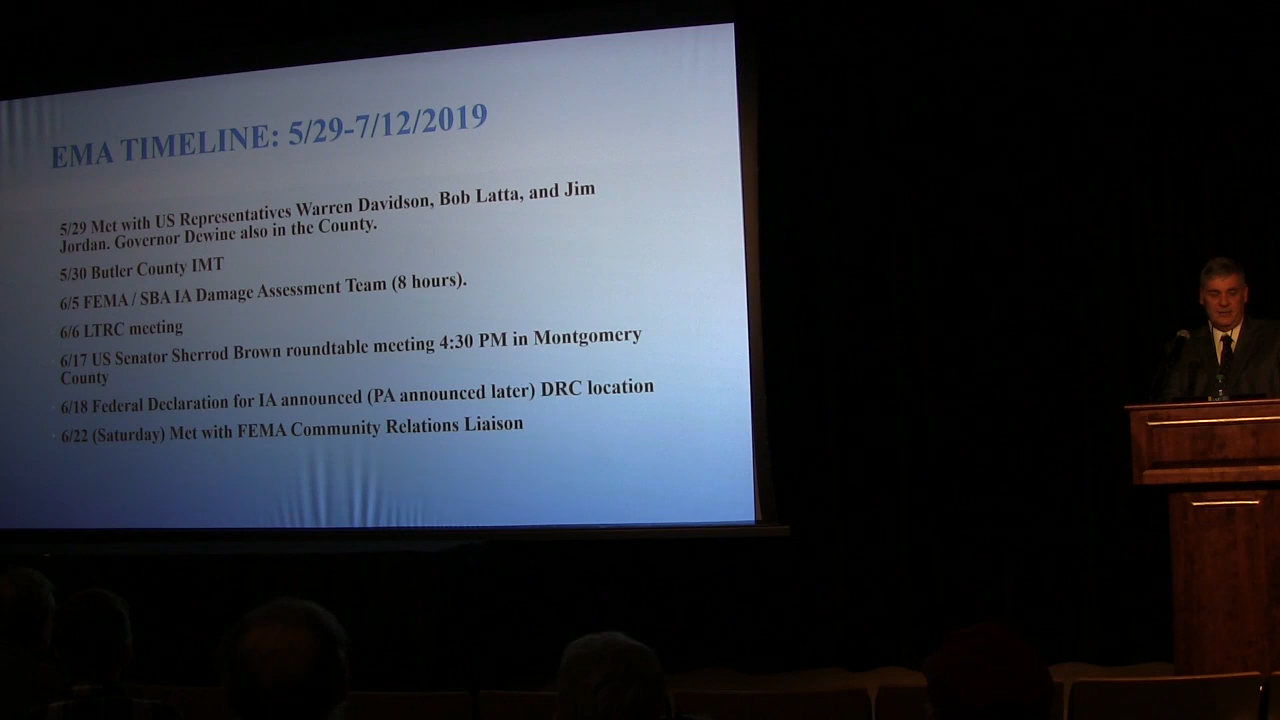 EMA TIMELINE: 5/29-7/12/2019
5/29 Met with US Representatives Warren Davidson, Bob Latta, and Jim
Jordan. Governor Dewine also in the County.
5/30 Butler County IMT
6/5 FEMA / SBA IA Damage Assessment Team (8 hours).
6/6 LTRC meeting
6/17 US Senator Sherrod Brown roundtable meeting 4:30 PM in Montgomery
County
6/18 Federal Declaration for IA announced (PA announced later) DRC location
6/22 (Saturday) Met with FEMA Community Relations Liaison